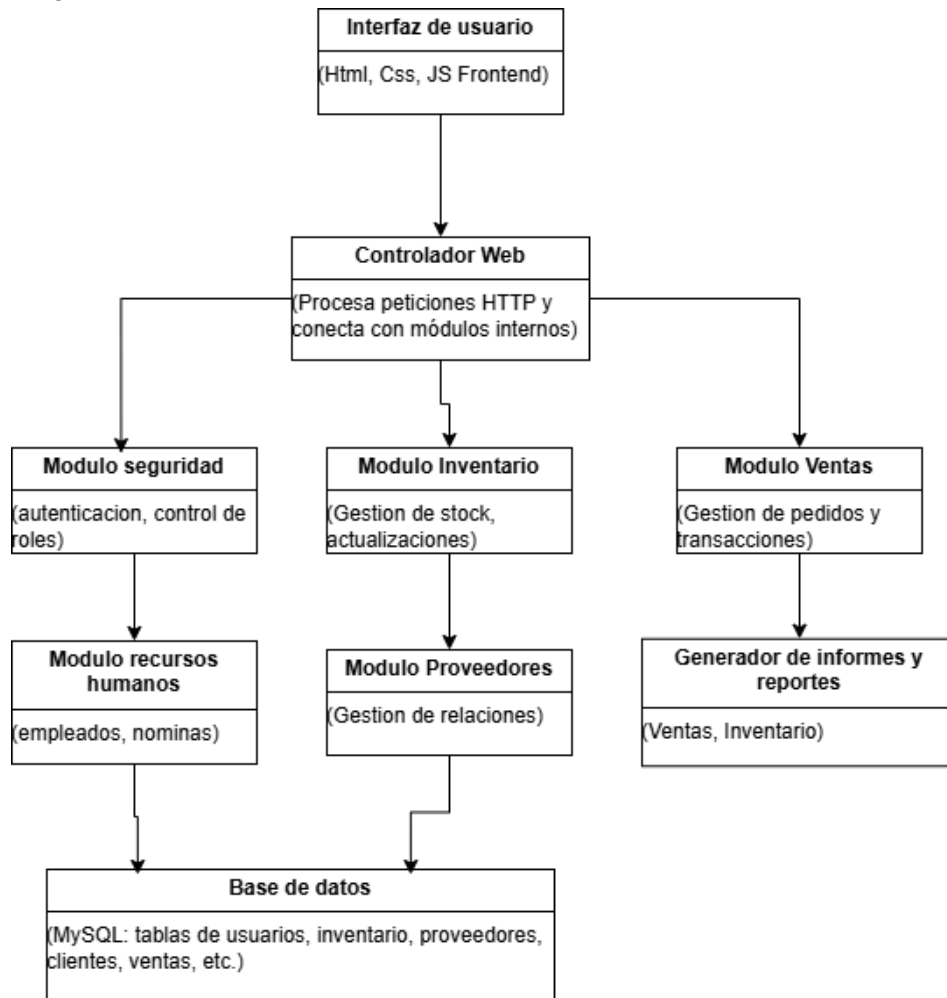 Interfaz de usuario
(Html, Css, JS Frontend)
Controlador Web
(Procesa peticiones HTTP y
conecta con módulos internos)
Modulo seguridad
(autenticacion, control de
roles)
Modulo Inventario
(Gestion de stock,
actualizaciones)
Modulo Ventas
(Gestion de pedidos y
transacciones)
Modulo recursos
humanos
(empleados, nominas)
Modulo Proveedores
(Gestion de relaciones)
Generador de informes y
reportes
(Ventas, Inventario)
Base de datos
(MySQL: tablas de usuarios, inventario, proveedores,
clientes, ventas, etc.)